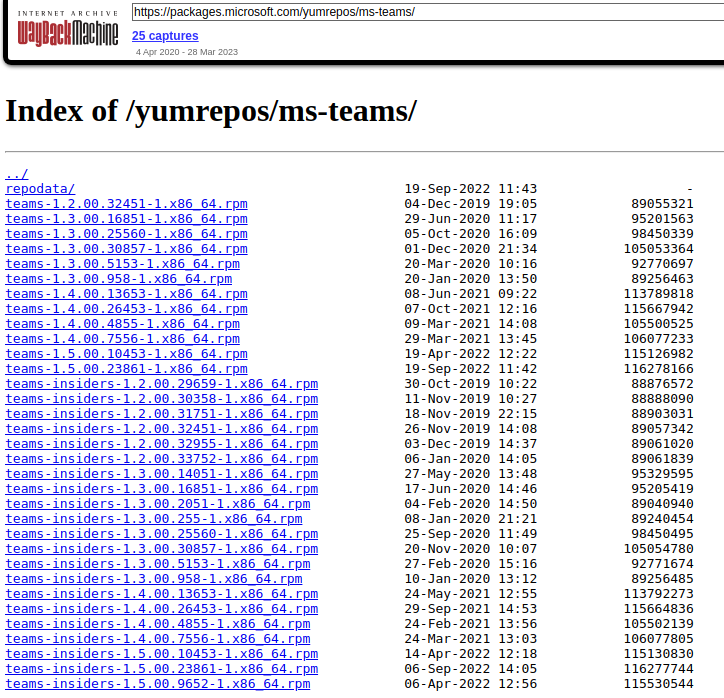 INTERNET ARCHIVE
WayBackMachine
https://packages.microsoft.com/yumrepos/ms-teams/
25 captures
4 Apr 2020 - 28 Mar 2023
Index of /yumrepos/ms-teams/
../
repodata/ 19-Sep-2022 11:43 -
teams-1.2.00.32451-1.x86_64.rpm 04-Dec-2019 19:05 89055321
teams-1.3.00.16851-1.x86_64.rpm 29-Jun-2020 11:17 95201563
teams-1.3.00.25560-1.x86_64.rpm 05-Oct-2020 16:09 98450339
teams-1.3.00.30857-1.x86_64.rpm 01-Dec-2020 21:34 105053364
teams-1.3.00.5153-1.x86_64.rpm 20-Mar-2020 10:16 92770697
teams-1.3.00.958-1.x86_64.rpm 20-Jan-2020 13:50 89256463
teams-1.4.00.13653-1.x86_64.rpm 08-Jun-2021 09:22 113789818
teams-1.4.00.26453-1.x86_64.rpm 07-Oct-2021 12:16 115667942
teams-1.4.00.4855-1.x86_64.rpm 09-Mar-2021 14:08 105500525
teams-1.4.00.7556-1.x86_64.rpm 29-Mar-2021 13:45 106077233
teams-1.5.00.10453-1.x86_64.rpm 19-Apr-2022 12:22 115126982
teams-1.5.00.23861-1.x86_64.rpm 19-Sep-2022 11:42 116278166
teams-insiders-1.2.00.29659-1.x86_64.rpm 30-Oct-2019 10:22 88876572
teams-insiders-1.2.00.30358-1.x86_64.rpm 11-Nov-2019 10:27 88888090
teams-insiders-1.2.00.31751-1.x86_64.rpm 18-Nov-2019 22:15 88903031
teams-insiders-1.2.00.32451-1.x86_64.rpm 26-Nov-2019 14:08 89057342
teams-insiders-1.2.00.32955-1.x86_64.rpm 03-Dec-2019 14:37 89061020
teams-insiders-1.2.00.33752-1.x86_64.rpm 06-Jan-2020 14:05 89061839
teams-insiders-1.3.00.14051-1.x86_64.rpm 27-May-2020 13:48 95329595
teams-insiders-1.3.00.16851-1.x86_64.rpm 17-Jun-2020 14:46 95205419
teams-insiders-1.3.00.2051-1.x86_64.rpm 04-Feb-2020 14:50 89040940
teams-insiders-1.3.00.255-1.x86_64.rpm 08-Jan-2020 21:21 89240454
teams-insiders-1.3.00.25560-1.x86_64.rpm 25-Sep-2020 11:49 98450495
teams-insiders-1.3.00.30857-1.x86_64.rpm 20-Nov-2020 10:07 105054780
teams-insiders-1.3.00.5153-1.x86_64.rpm 27-Feb-2020 15:16 92771674
teams-insiders-1.3.00.958-1.x86_64.rpm 10-Jan-2020 13:12 89256485
teams-insiders-1.4.00.13653-1.x86_64.rpm 24-May-2021 12:55 113792273
teams-insiders-1.4.00.26453-1.x86_64.rpm 29-Sep-2021 14:53 115664836
teams-insiders-1.4.00.4855-1.x86_64.rpm 24-Feb-2021 13:56 105502139
teams-insiders-1.4.00.7556-1.x86_64.rpm 24-Mar-2021 13:03 106077805
teams-insiders-1.5.00.10453-1.x86_64.rpm 14-Apr-2022 12:18 115130830
teams-insiders-1.5.00.23861-1.x86_64.rpm 06-Sep-2022 14:05 116277744
teams-insiders-1.5.00.9652-1.x86_64.rpm 06-Apr-2022 12:56 115530544